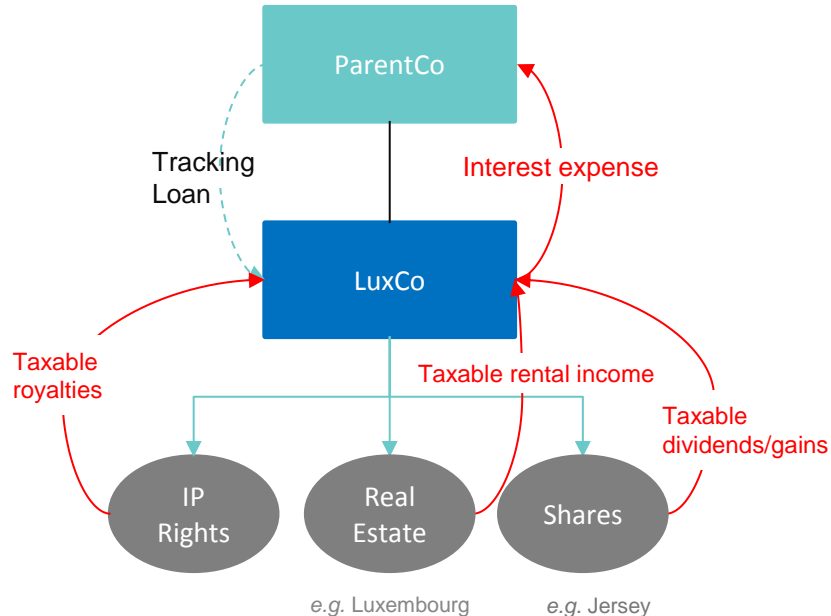 ParentCo
Tracking
Loan
Interest expense
LuxCo
Taxable
royalties
Taxable rental income
Taxable
dividends/gains
IP
Rights
Real
Estate
Shares
e.g. Luxembourg
e.g. Jersey